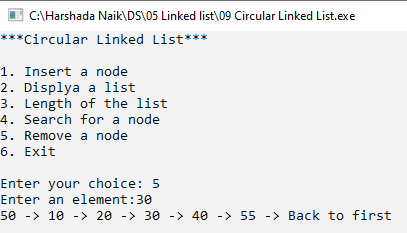 C:\Harshada Naik\DS\05 Linked list\09 Circular Linked List.exe
***Circular Linked List***
1. Insert a node
2. Displya a list
3. Length of the list
4. Search for a node
5. Remove a node
6. Exit
Enter your choice: 5
Enter an element:30
50 -> 10 -> 20 -> 30 -> 40 -> 55 -> Back to first